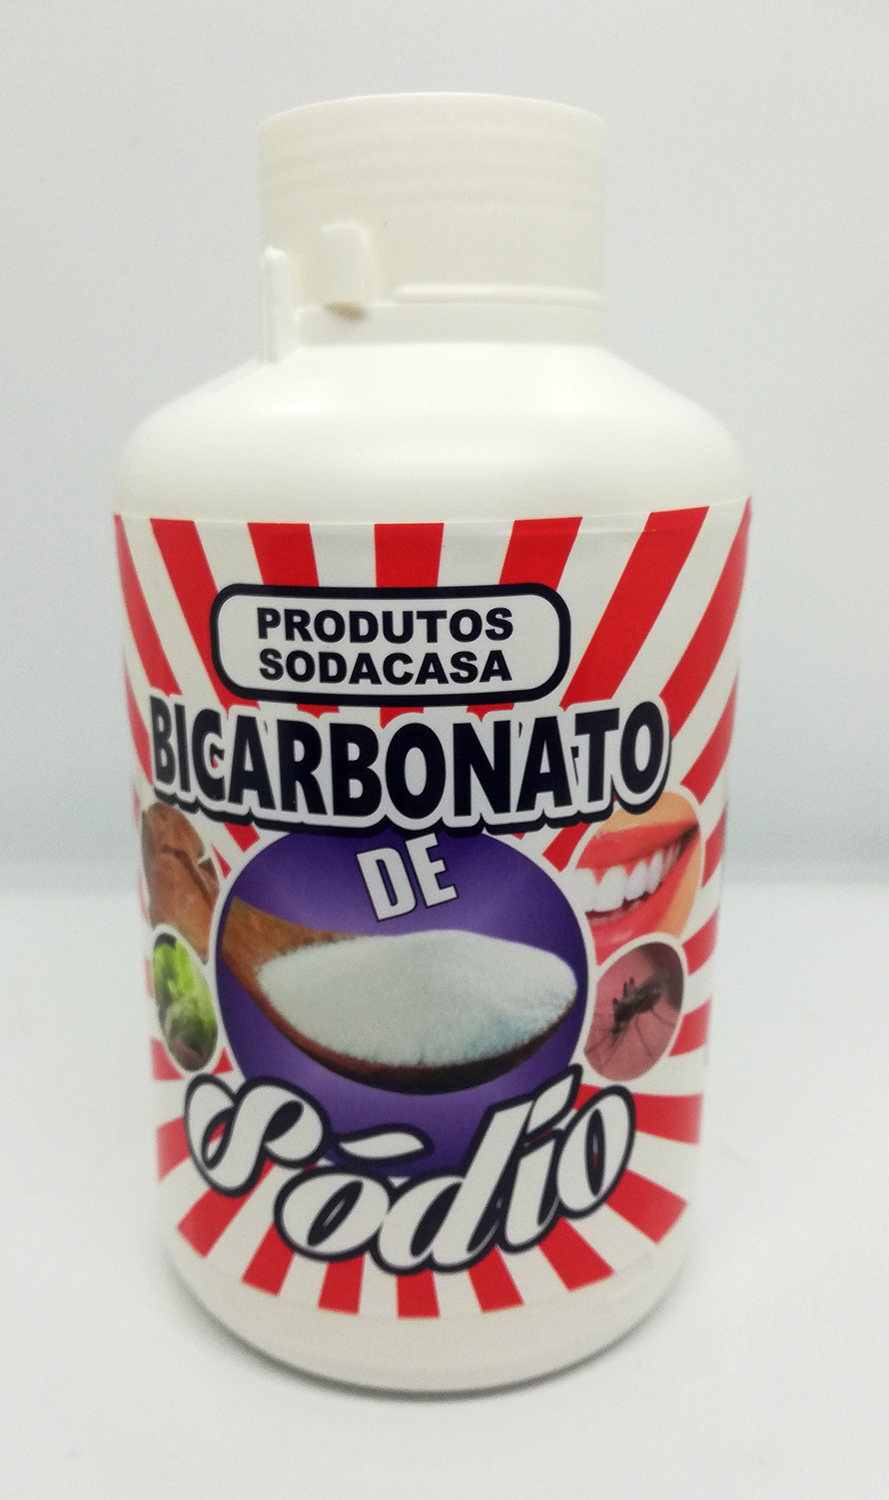 PRODUTOS
SODACASA
BICARBONATO
DE
Sódio